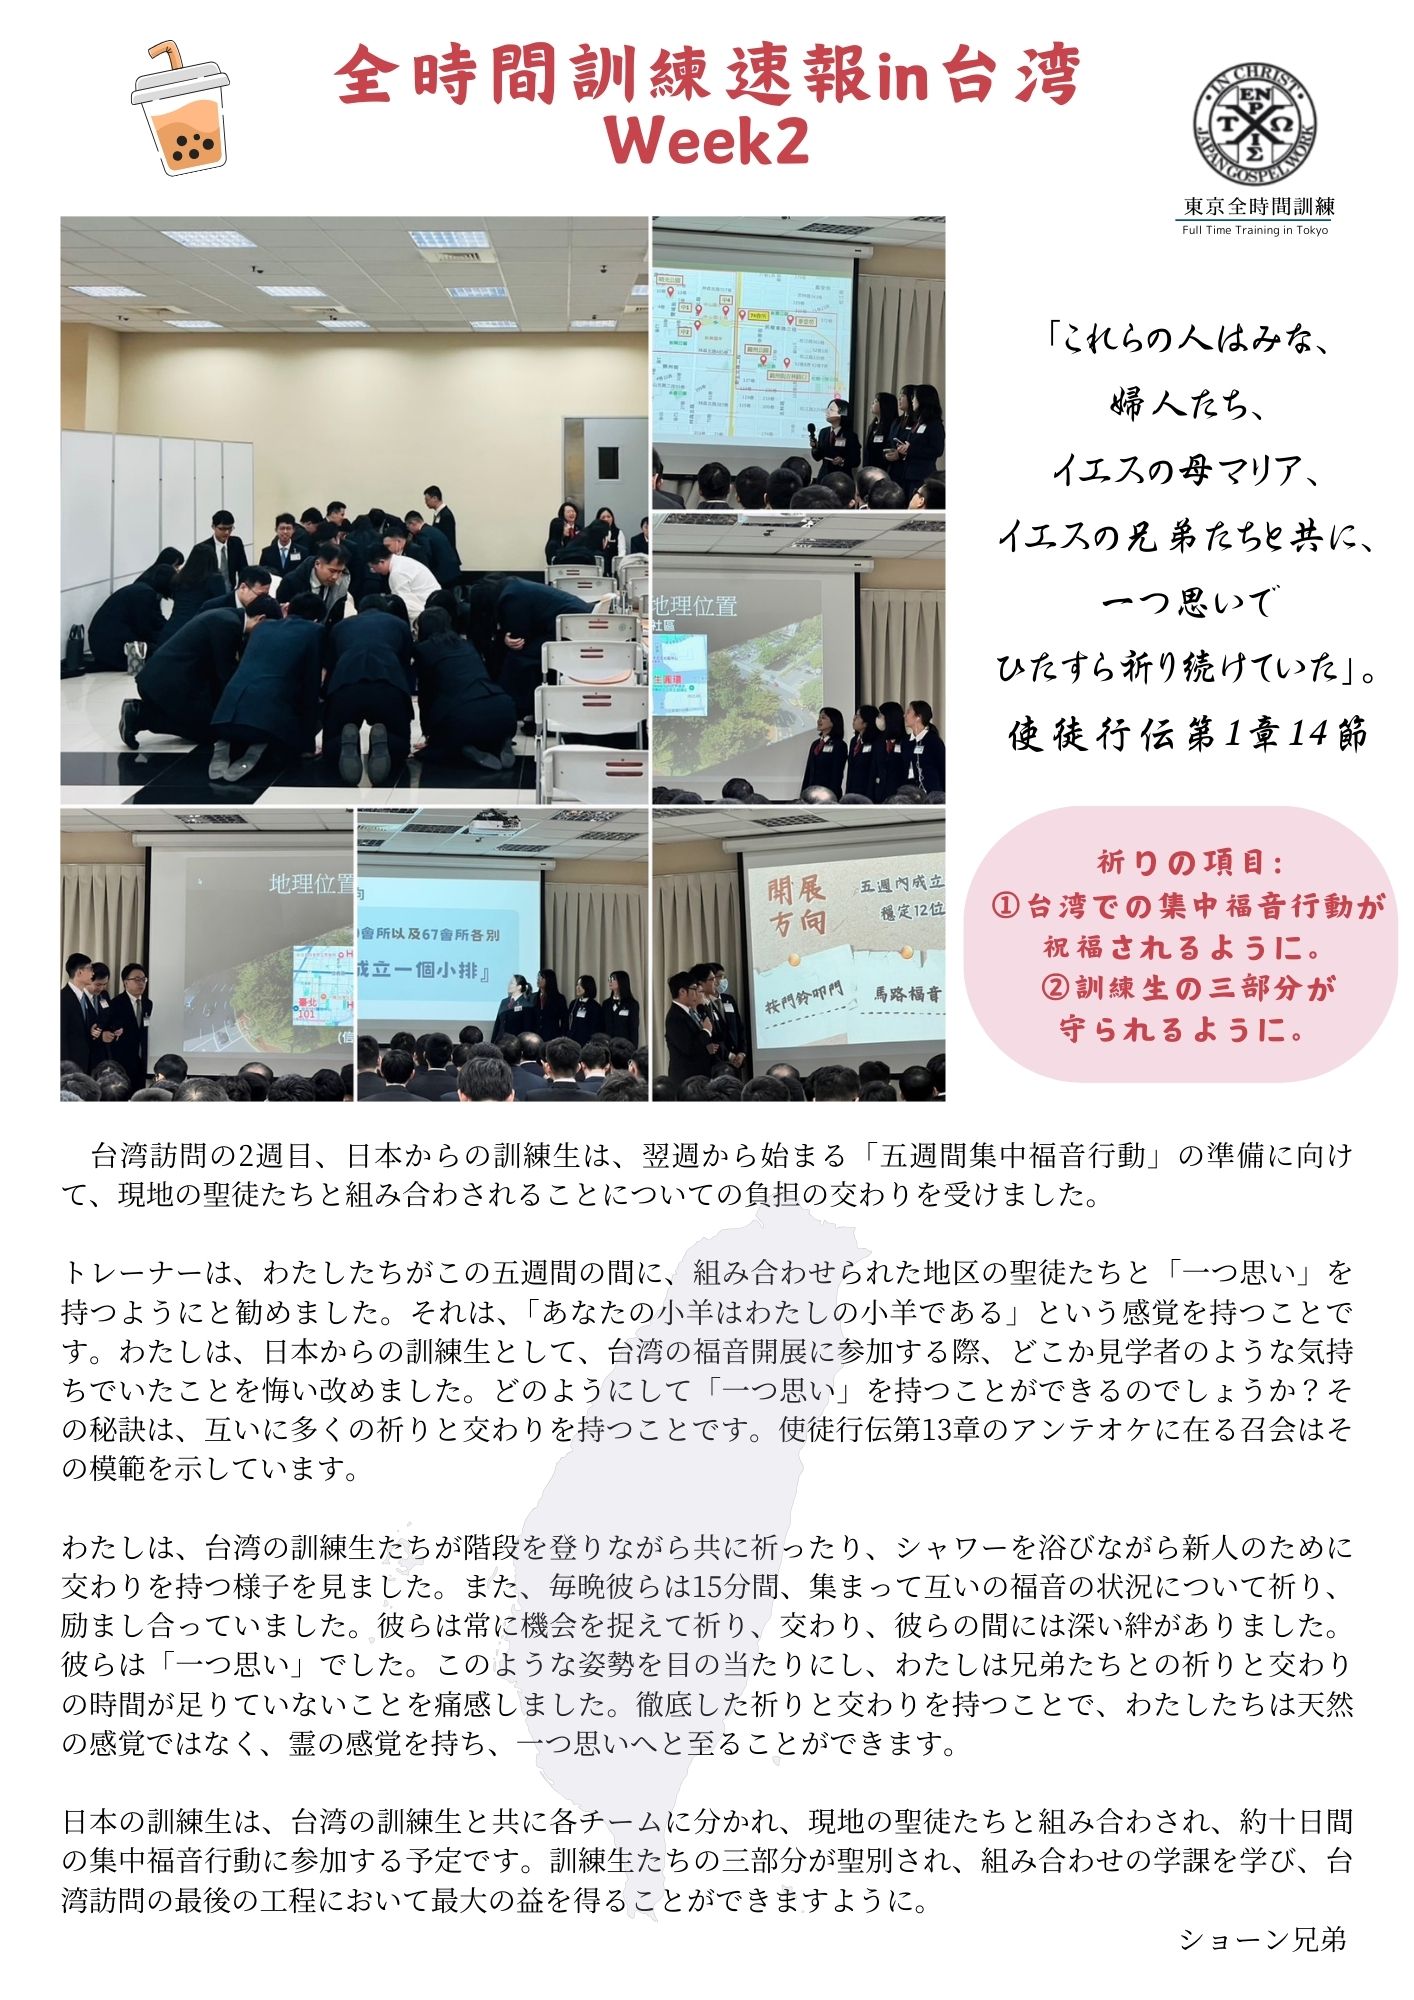 全時間訓練速報in台湾
Week2
IN CHRIST
JAPAN GOSPEL WORK
東京全時間訓練
Full Time Training in Tokyo
「これらの人はみな、
婦人たち、
イエスの母マリア、
イエスの兄弟たちと共に、
一つ思いで
ひたすら祈り続けていた」。
使徒行伝第1章14節
地理位置
社區
生圓環
地理位置
臺北
101
會所以及67會所各別
成立一個小排』
開展
方向
五週內成立
穩定12位
按門鈴叩門
馬路福音
祈りの項目:
①台湾での集中福音行動が
祝福されるように。
②訓練生の三部分が
守られるように。
台湾訪問の2週目、日本からの訓練生は、翌週から始まる「五週間集中福音行動」の準備に向け
て、現地の聖徒たちと組み合わされることについての負担の交わりを受けました。
トレーナーは、わたしたちがこの五週間の間に、組み合わせられた地区の聖徒たちと「一つ思い」を
持つようにと勧めました。それは、「あなたの小羊はわたしの小羊である」という感覚を持つことで
す。わたしは、日本からの訓練生として、台湾の福音開展に参加する際、どこか見学者のような気持
ちでいたことを悔い改めました。どのようにして「一つ思い」を持つことができるのでしょうか？そ
の秘訣は、互いに多くの祈りと交わりを持つことです。使徒行伝第13章のアンテオケに在る召会はそ
の模範を示しています。
わたしは、台湾の訓練生たちが階段を登りながら共に祈ったり、シャワーを浴びながら新人のために
交わりを持つ様子を見ました。また、毎晩彼らは15分間、集まって互いの福音の状況について祈り、
励まし合っていました。彼らは常に機会を捉えて祈り、交わり、彼らの間には深い絆がありました。
彼らは「一つ思い」でした。このような姿勢を目の当たりにし、わたしは兄弟たちとの祈りと交わり
の時間が足りていないことを痛感しました。徹底した祈りと交わりを持つことで、わたしたちは天然
の感覚ではなく、霊の感覚を持ち、一つ思いへと至ることができます。
日本の訓練生は、台湾の訓練生と共に各チームに分かれ、現地の聖徒たちと組み合わされ、約十日間
の集中福音行動に参加する予定です。訓練生たちの三部分が聖別され、組み合わせの学課を学び、台
湾訪問の最後の工程において最大の益を得ることができますように。
ショーン兄弟